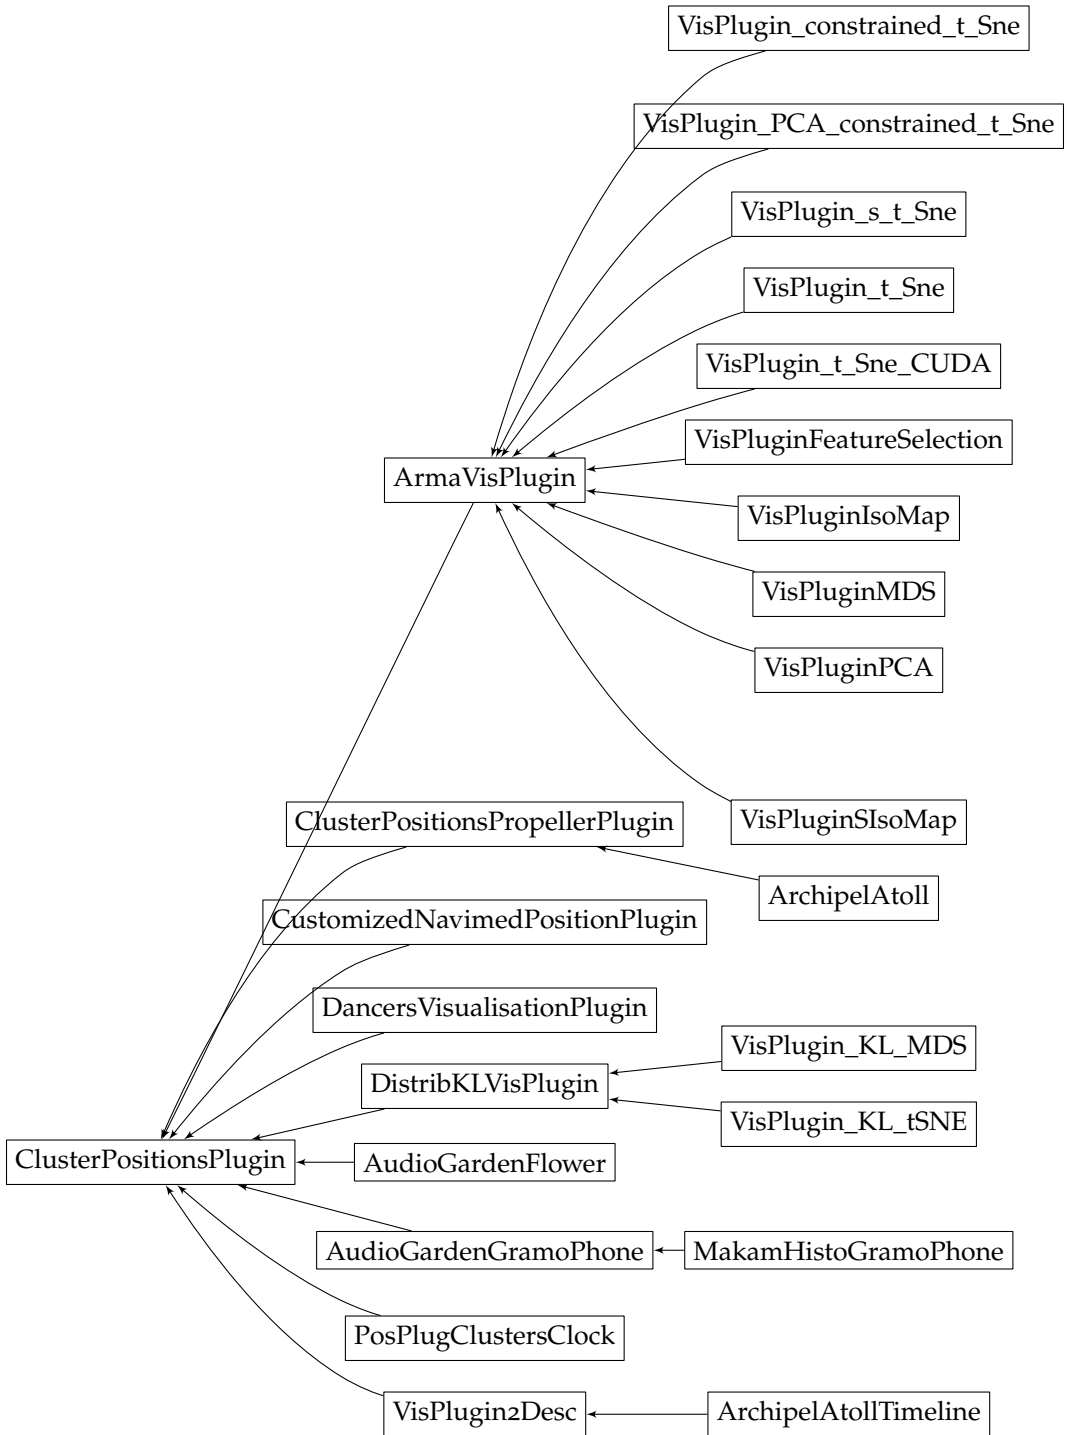 VisPlugin_constrained_t_Sne
VisPlugin_PCA_constrained_t_Sne
VisPlugin_s_t_Sne
VisPlugin_t_Sne
VisPlugin_t_Sne_CUDA
VisPluginFeatureSelection
ArmaVisPlugin
VisPluginIsoMap
VisPluginMDS
VisPluginPCA
ClusterPositionsPropellerPlugin
VisPluginSIsoMap
ArchipelAtoll
CustomizedNavimedPositionPlugin
DancersVisualisationPlugin
VisPlugin_KL_MDS
DistribKLVisPlugin
VisPlugin_KL_tSNE
ClusterPositionsPlugin
AudioGardenFlower
AudioGardenGramoPhone
MakamHistoGramoPhone
PosPlugClustersClock
VisPlugin2Desc
ArchipelAtollTimeline